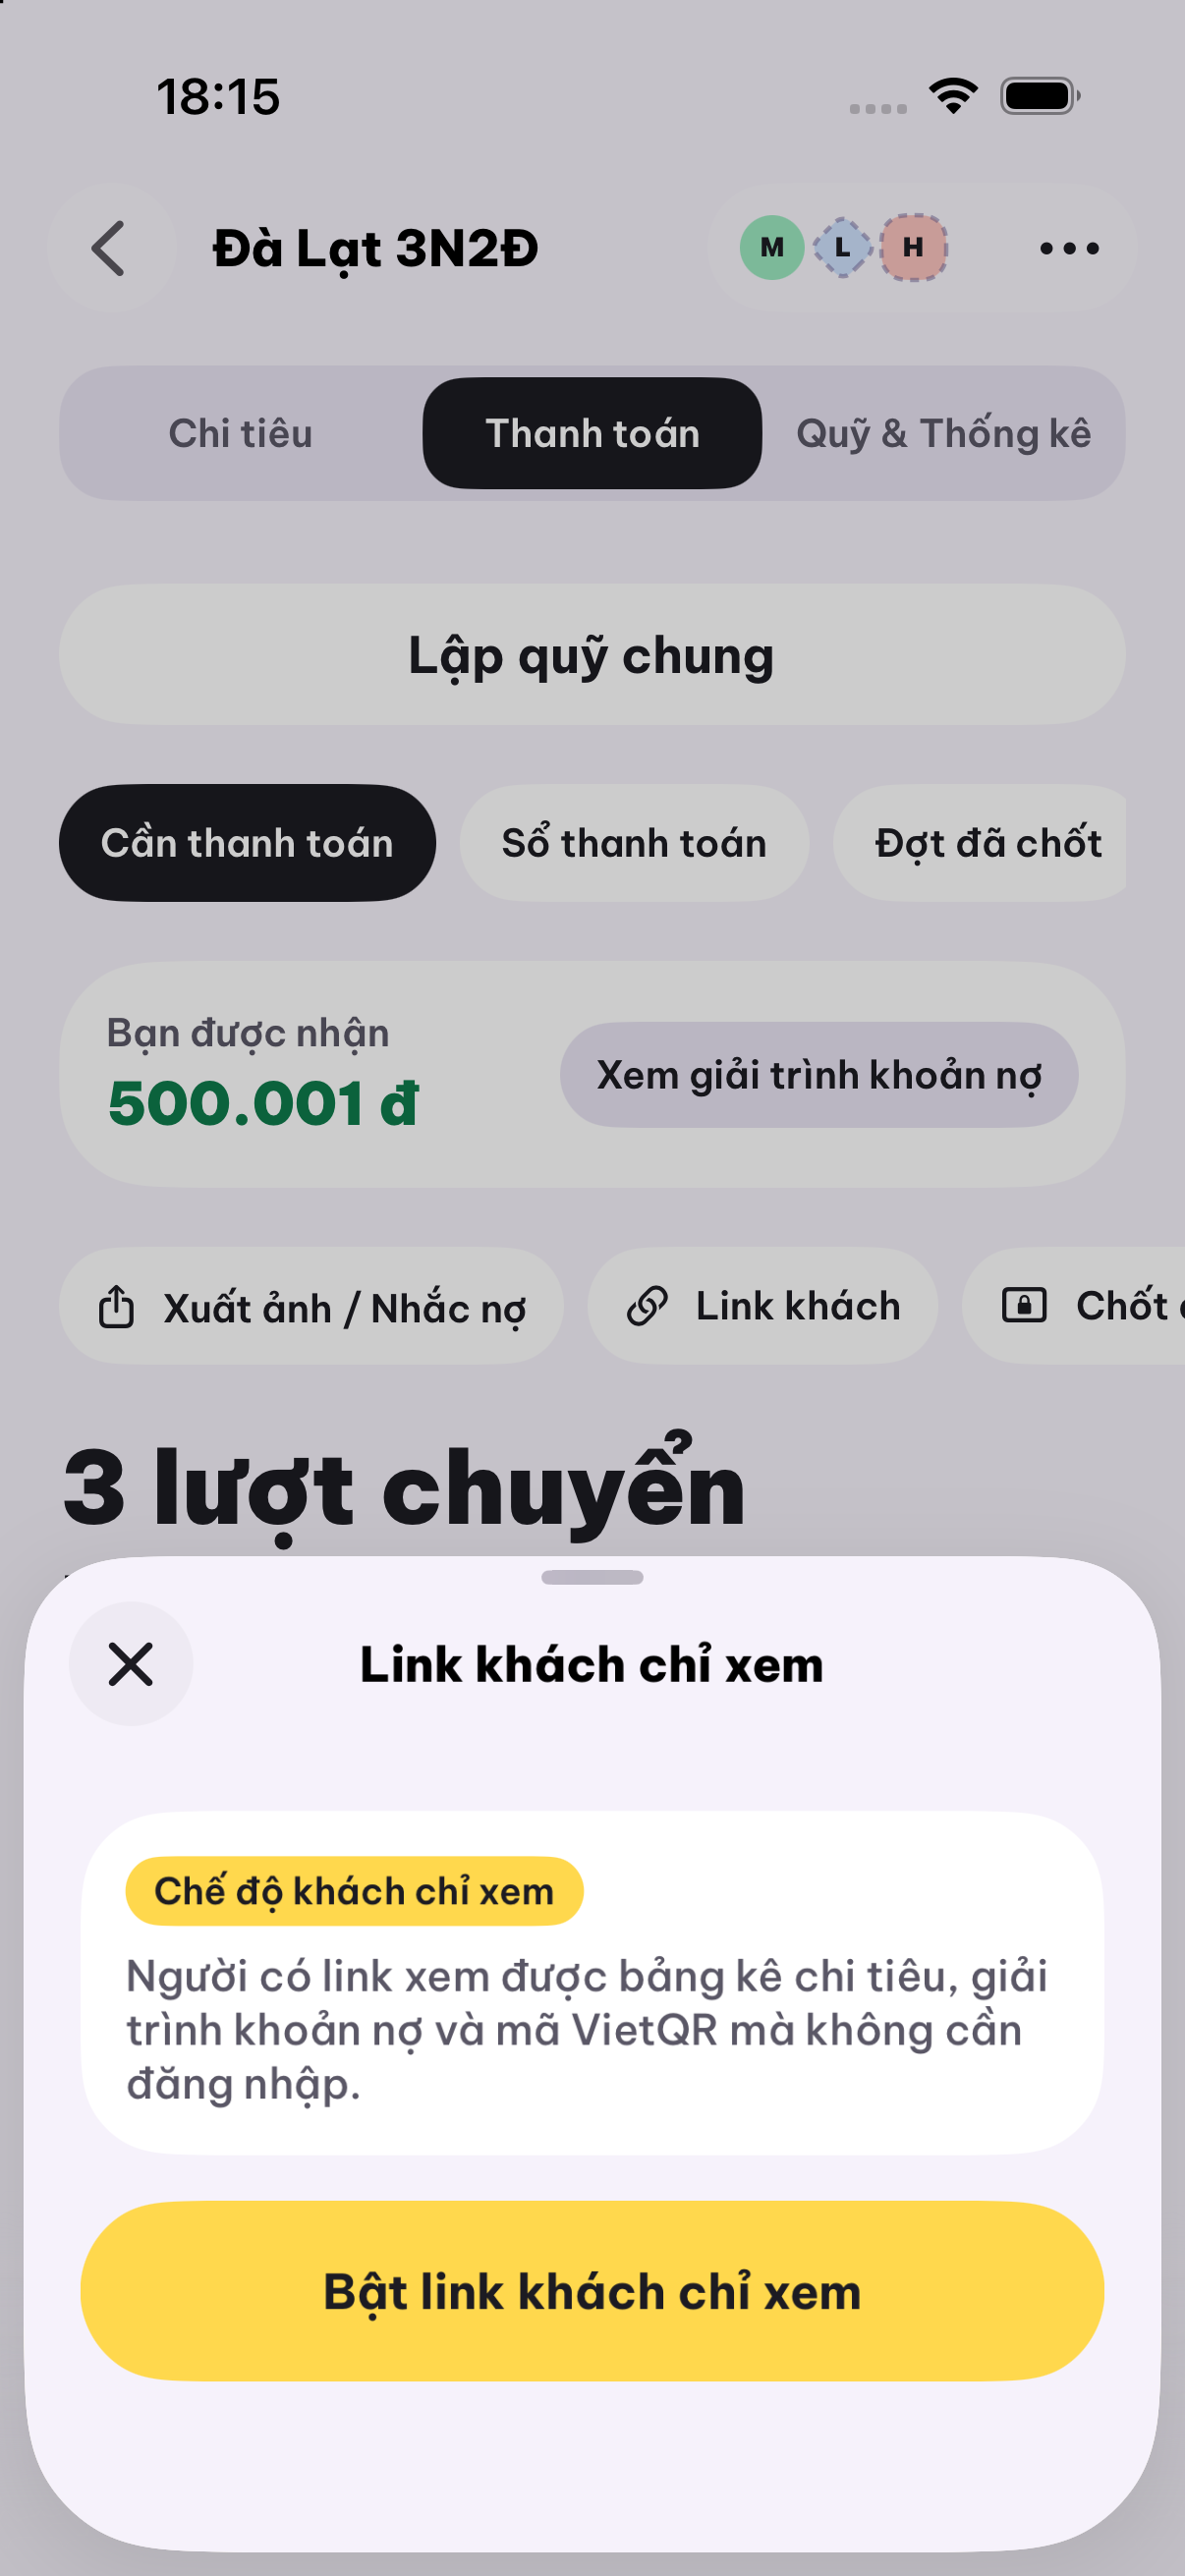 18:15
Đà Lạt 3N2Đ
M L H
Chi tiêu
Thanh toán
Quỹ & Thống kê
Lập quỹ chung
Cần thanh toán
Sổ thanh toán
Đợt đã chốt
Bạn được nhận
500.001 đ
Xem giải trình khoản nợ
Xuất ảnh / Nhắc nợ
Link khách
Chốt
3 lượt chuyển
Link khách chỉ xem
Chế độ khách chỉ xem
Người có link xem được bảng kê chi tiêu, giải
trình khoản nợ và mã VietQR mà không cần
đăng nhập.
Bật link khách chỉ xem